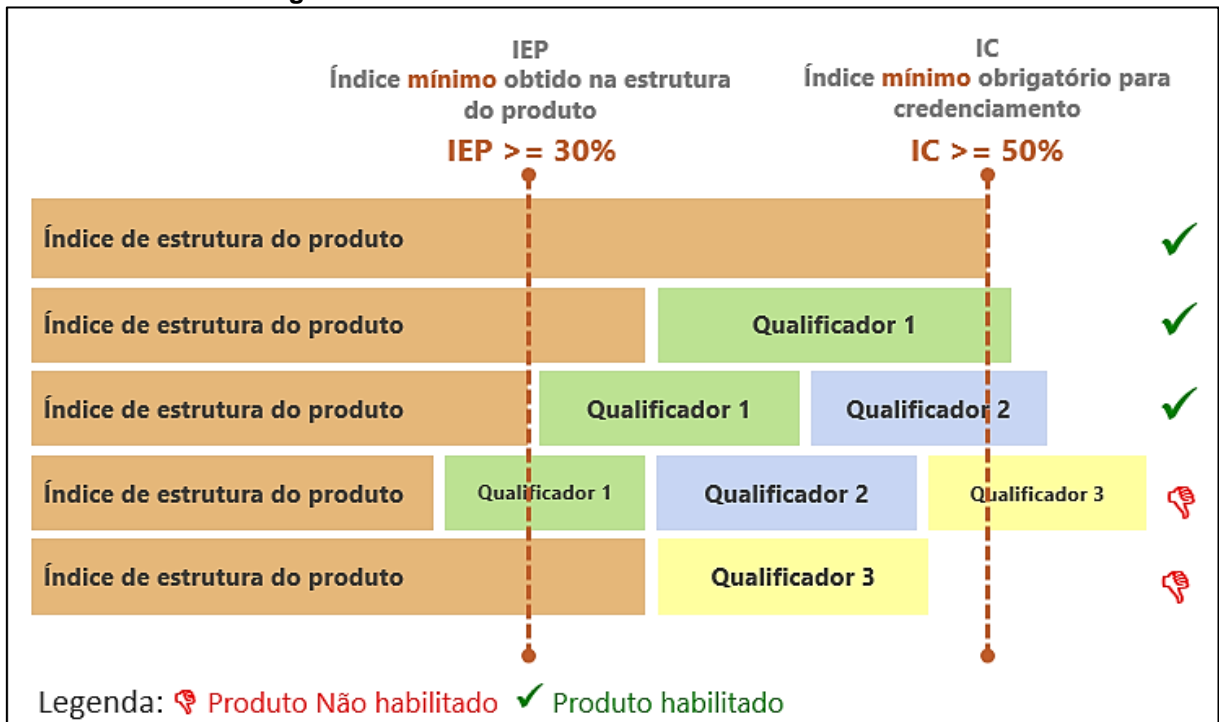 IEP
Índice mínimo obtido na estrutura
do produto
IEP >= 30%
IC
Índice mínimo obrigatório para
credenciamento
IC >= 50%
Índice de estrutura do produto
Índice de estrutura do produto
Qualificador 1
Índice de estrutura do produto
Qualificador 1
Qualificador 2
Índice de estrutura do produto
Qualificador 1
Qualificador 2
Qualificador 3
Índice de estrutura do produto
Qualificador 3
Legenda: Produto Não habilitado Produto habilitado